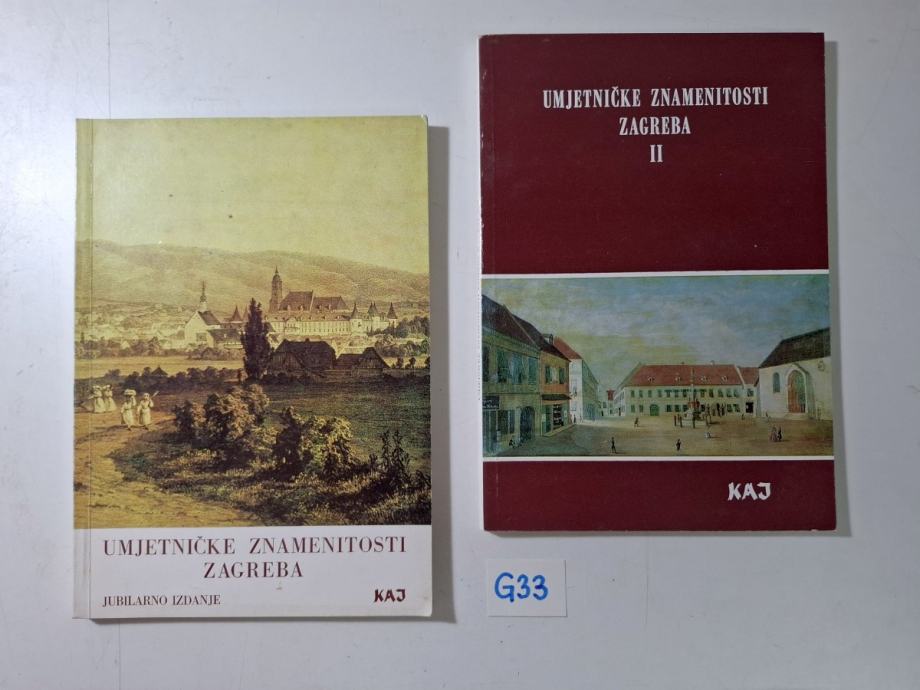 UMJETNIČKE ZNAMENITOSTI
ZAGREBA
JUBILARNO IZDANJE
KAJ
UMJETNIČKE ZNAMENITOSTI
ZAGREBA
II
KAJ
G33